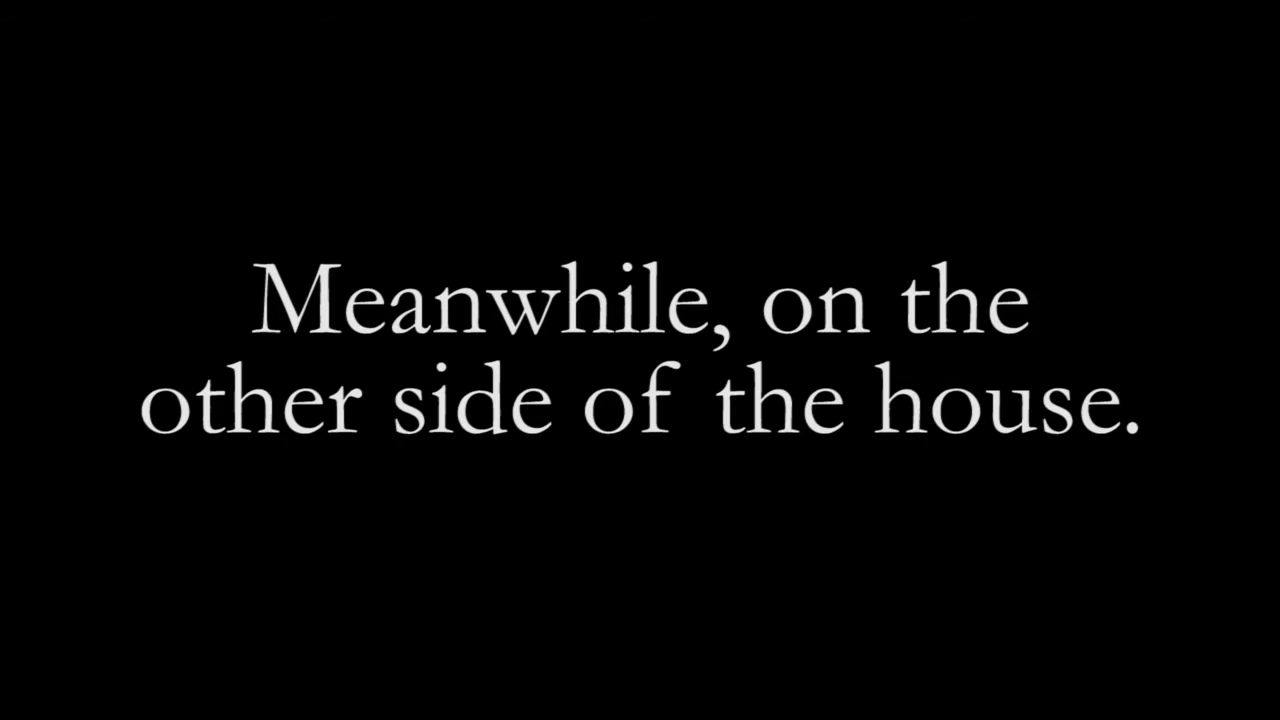 Meanwhile, on the
other side of the house.